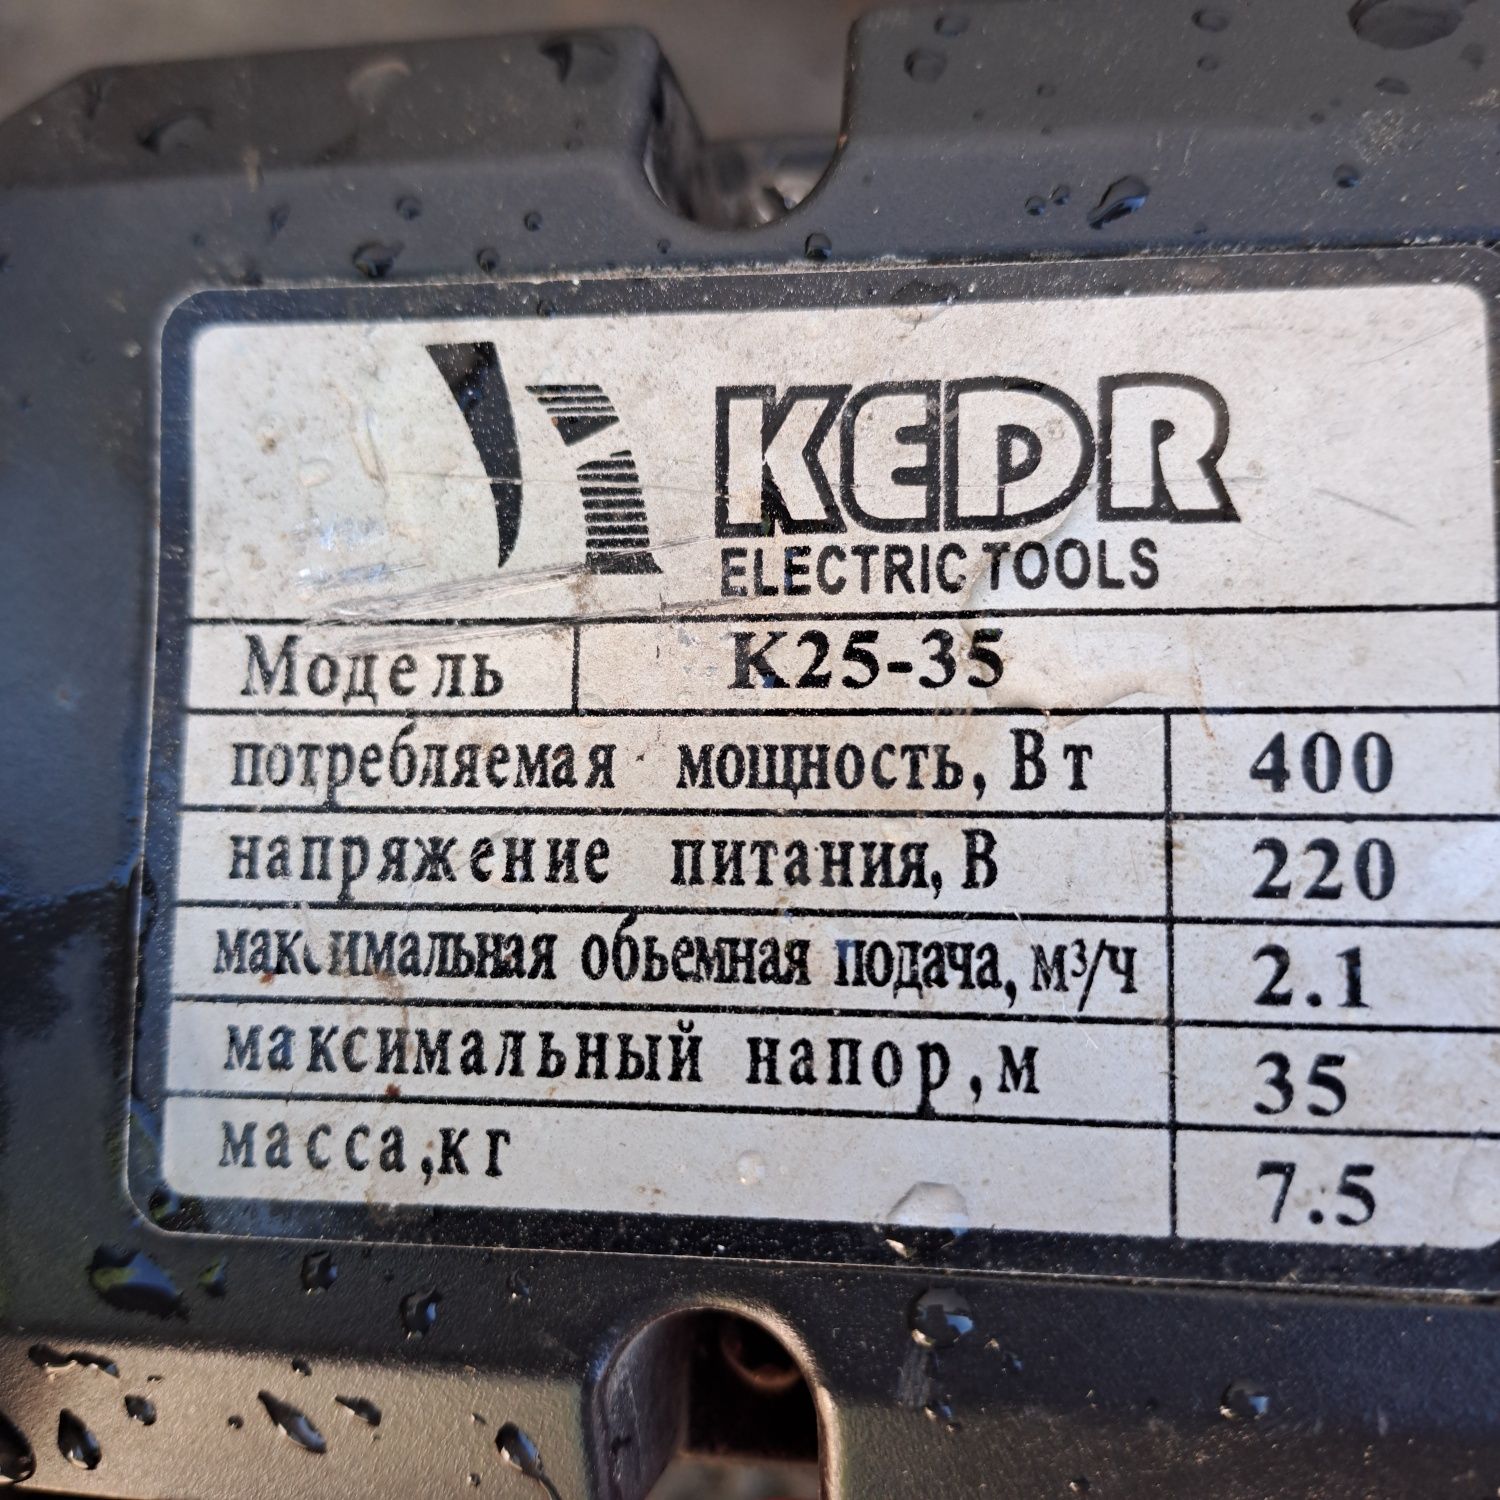 KEDR
ELECTRIC TOOLS
Модель K25-35
потребляемая мощность, Вт 400
напряжение питания, В 220
максимальная обьемная подача, м³/ч 2.1
максимальный напор, м 35
масса, кг 7.5